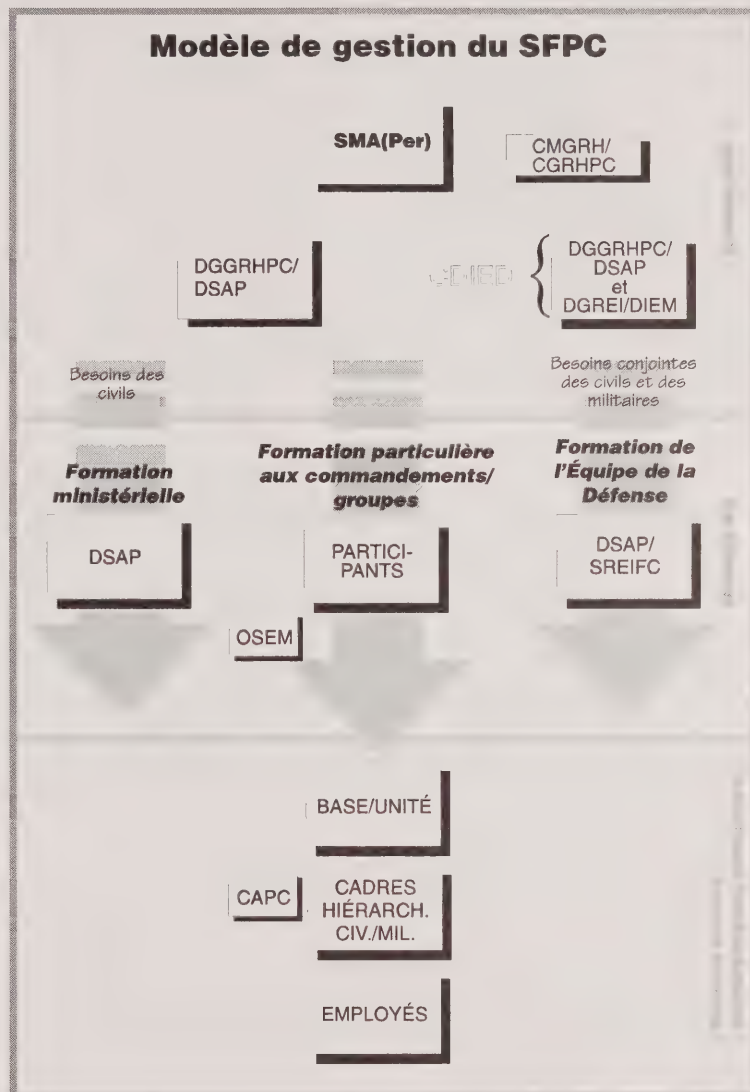 Modèle de gestion du SFPC
SMA(Per)
CMGRH/
CGRHPC
DGGRHPC/
DSAP
DGGRHPC/
DSAP
et
DGREI/DIEM
Besoins des
civils
Besoins conjointes
des civils et des
militaires
Formation
ministérielle
Formation particulière
aux commandements/
groupes
Formation de
l'Équipe de la
Défense
DSAP
PARTICI-
PANTS
DSAP/
SREIFC
OSEM
BASE/UNITÉ
CAPC
CADRES
HIÉRARCH.
CIV./MIL.
EMPLOYÉS